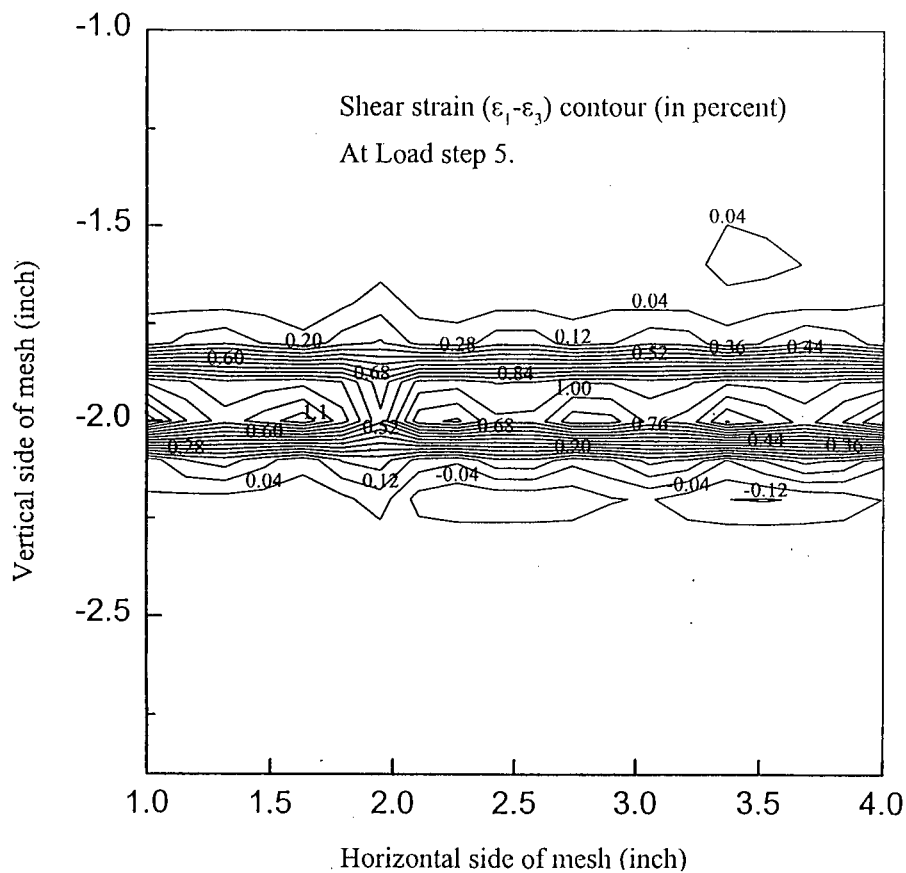 -1.0
Shear strain (ε₁-ε₃) contour (in percent)
At Load step 5.
0.04
-1.5
0.04
0.20 0.28 0.12 0.36 0.44
0.60 0.52
0.68 0.84
1.00
-2.0
1.1
0.60 0.52 0.68 0.76
0.28 0.20 0.44 0.36
0.04 0.12 -0.04 -0.04
-0.12
-2.5
1.0 1.5 2.0 2.5 3.0 3.5 4.0
Horizontal side of mesh (inch)
Vertical side of mesh (inch)